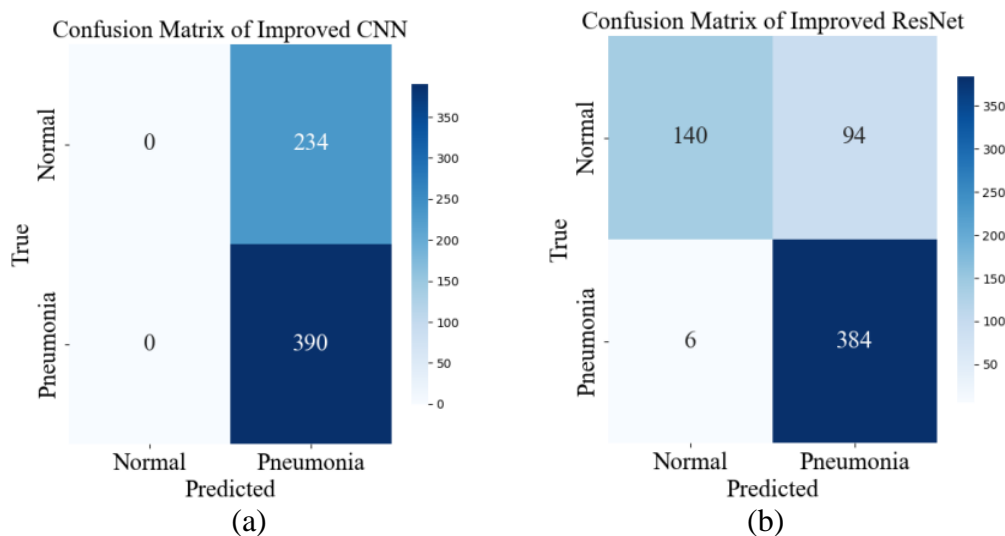 Confusion Matrix of Improved CNN
Normal
Pneumonia
True
0
234
0
390
350
300
250
200
150
100
50
0
Normal
Pneumonia
Predicted
(a)
Confusion Matrix of Improved ResNet
Normal
Pneumonia
True
140
94
6
384
350
300
250
200
150
100
50
Normal
Pneumonia
Predicted
(b)